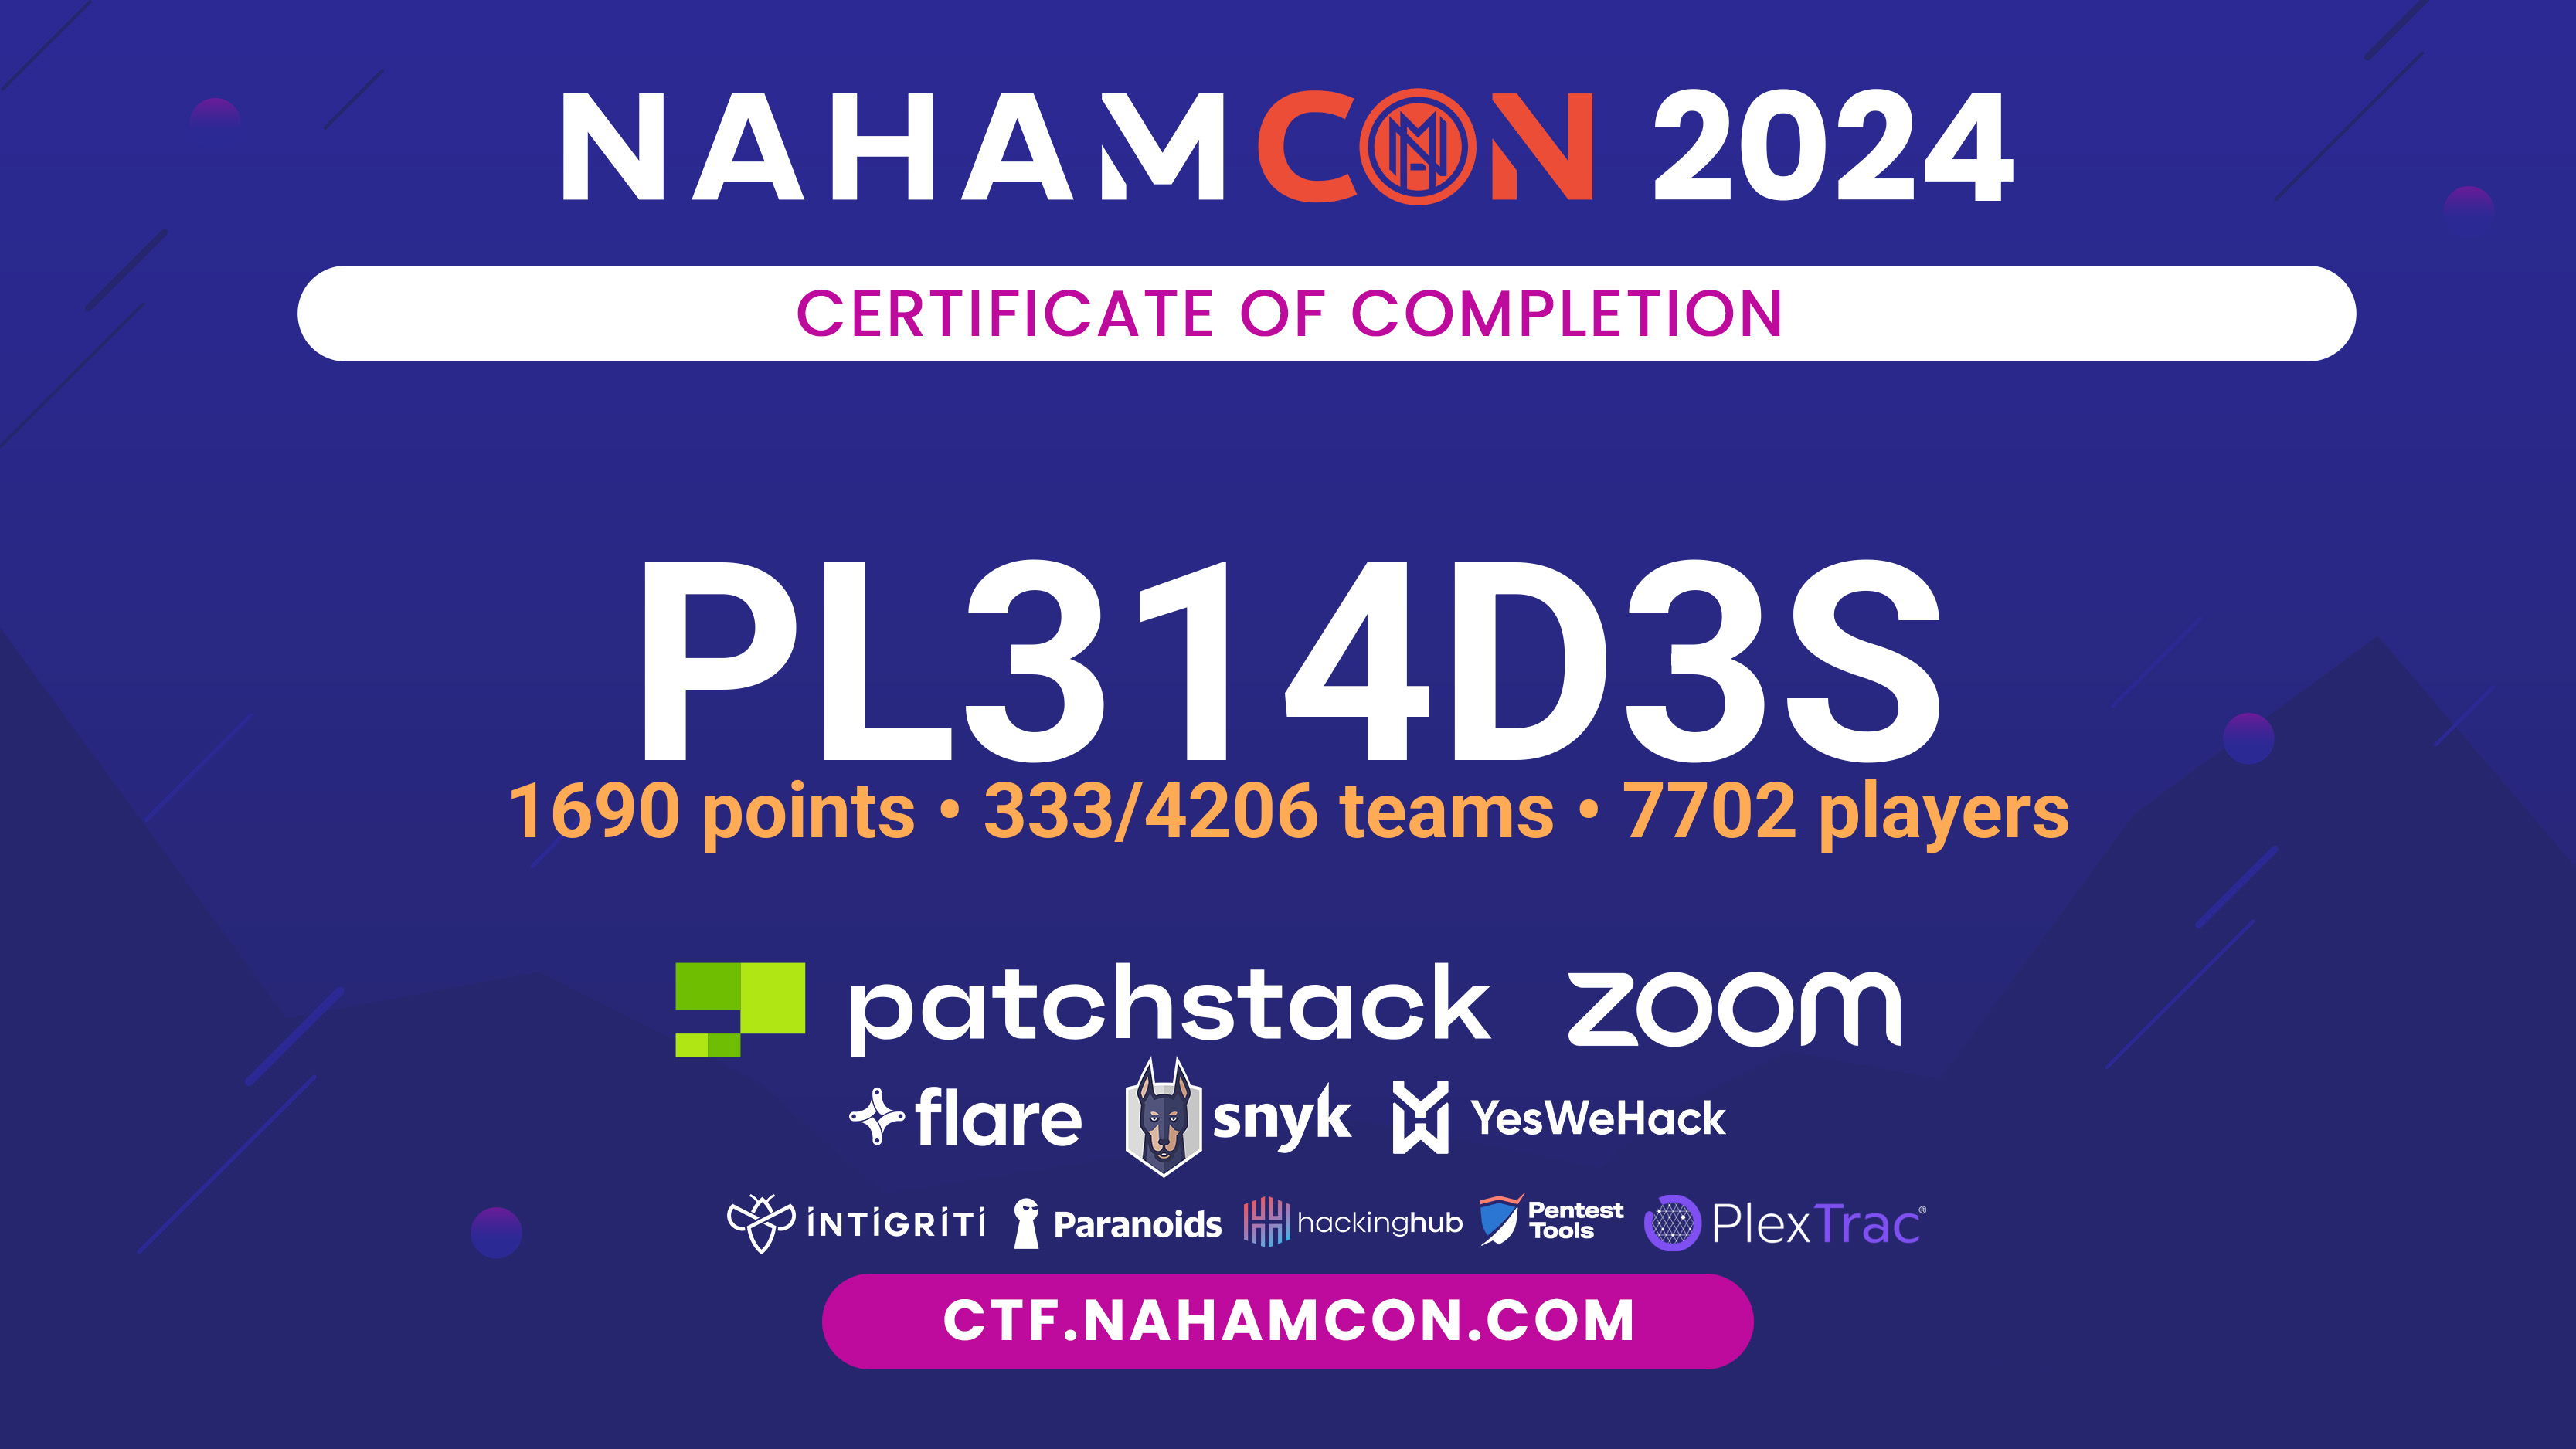 NAHAMCON 2024
CERTIFICATE OF COMPLETION
PL314D3S
1690 points • 333/4206 teams • 7702 players
patchstack zoom
flare snyk YesWeHack
INTIGRITI Paranoids hackinghub Pentest Tools PlexTrac®
CTF.NAHAMCON.COM